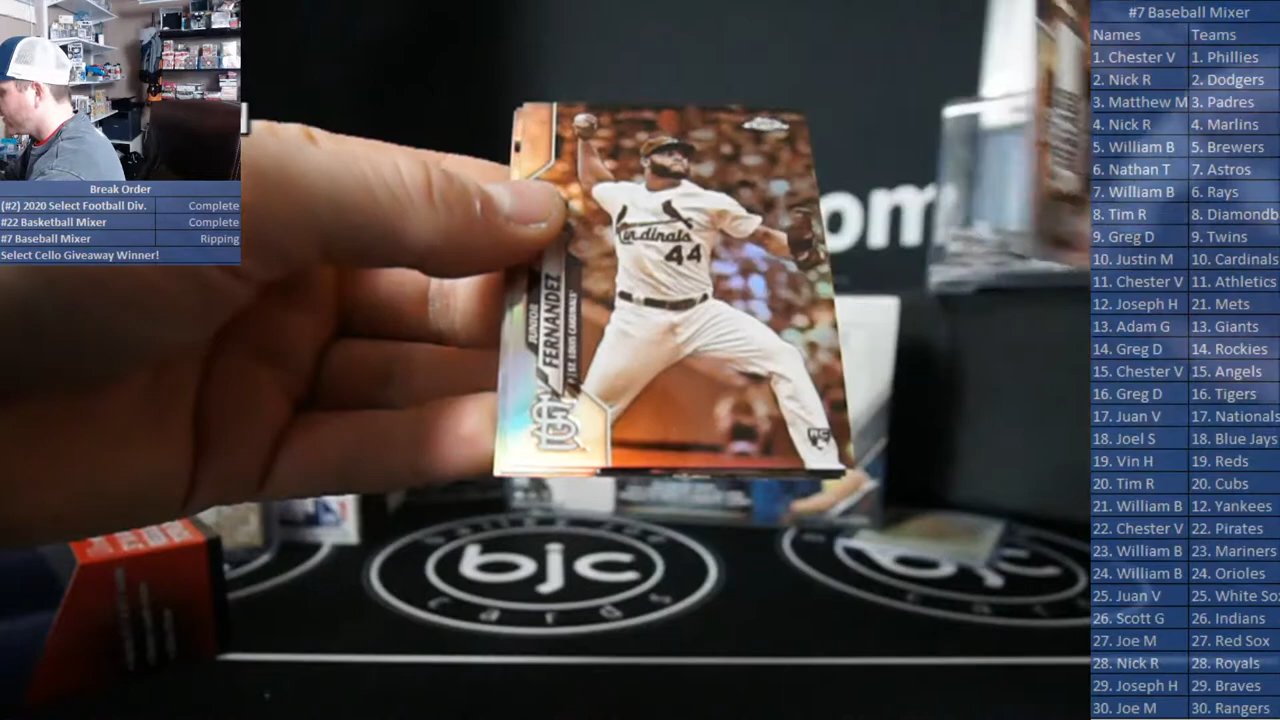 #7 Baseball Mixer
Names Teams
1. Chester V 1. Phillies
2. Nick R 2. Dodgers
3. Matthew M 3. Padres
4. Nick R 4. Marlins
5. William B 5. Brewers
6. Nathan T 7. Astros
7. William B 6. Rays
8. Tim R 8. Diamondb
9. Greg D 9. Twins
10. Justin M 10. Cardinals
11. Chester V 11. Athletics
12. Joseph H 21. Mets
13. Adam G 13. Giants
14. Greg D 14. Rockies
15. Chester V 15. Angels
16. Greg D 16. Tigers
17. Juan V 17. Nationals
18. Joel S 18. Blue Jays
19. Vin H 19. Reds
20. Tim R 20. Cubs
21. William B 12. Yankees
22. Chester V 22. Pirates
23. William B 23. Mariners
24. William B 24. Orioles
25. Juan V 25. White Sox
26. Scott G 26. Indians
27. Joe M 27. Red Sox
28. Nick R 28. Royals
29. Joseph H 29. Braves
30. Joe M 30. Rangers
Break Order
(#2) 2020 Select Football Div. Complete
#22 Basketball Mixer Complete
#7 Baseball Mixer Ripping
Select Cello Giveaway Winner!
om
Cardinals
44
JUNIOR
FERNANDEZ
ST. LOUIS CARDINALS
RC
bjc
cards
bjc